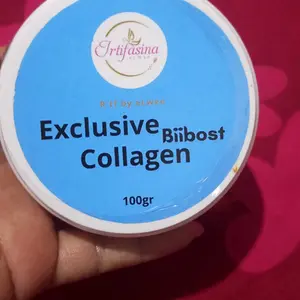 Irtifasina
Exclusive Biibost
Collagen
100gr